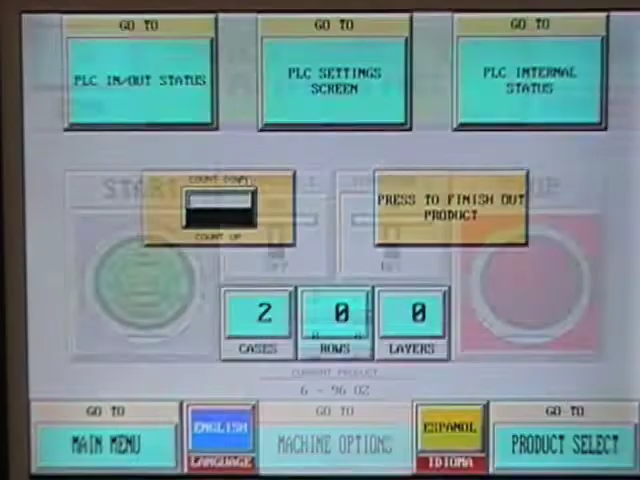 GO TO
GO TO
GO TO
PLC IN/OUT STATUS
PLC SETTINGS
SCREEN
PLC INTERNAL
STATUS
START
COUNT DOWN
COUNT UP
PRESS TO FINISH OUT
PRODUCT
2
0
0
CASES
ROWS
LAYERS
CURRENT PRODUCT
6 - 96 OZ
GO TO
MAIN MENU
ENGLISH
LANGUAGE
GO TO
MACHINE OPTIONS
ESPANOL
IDIOMA
GO TO
PRODUCT SELECT